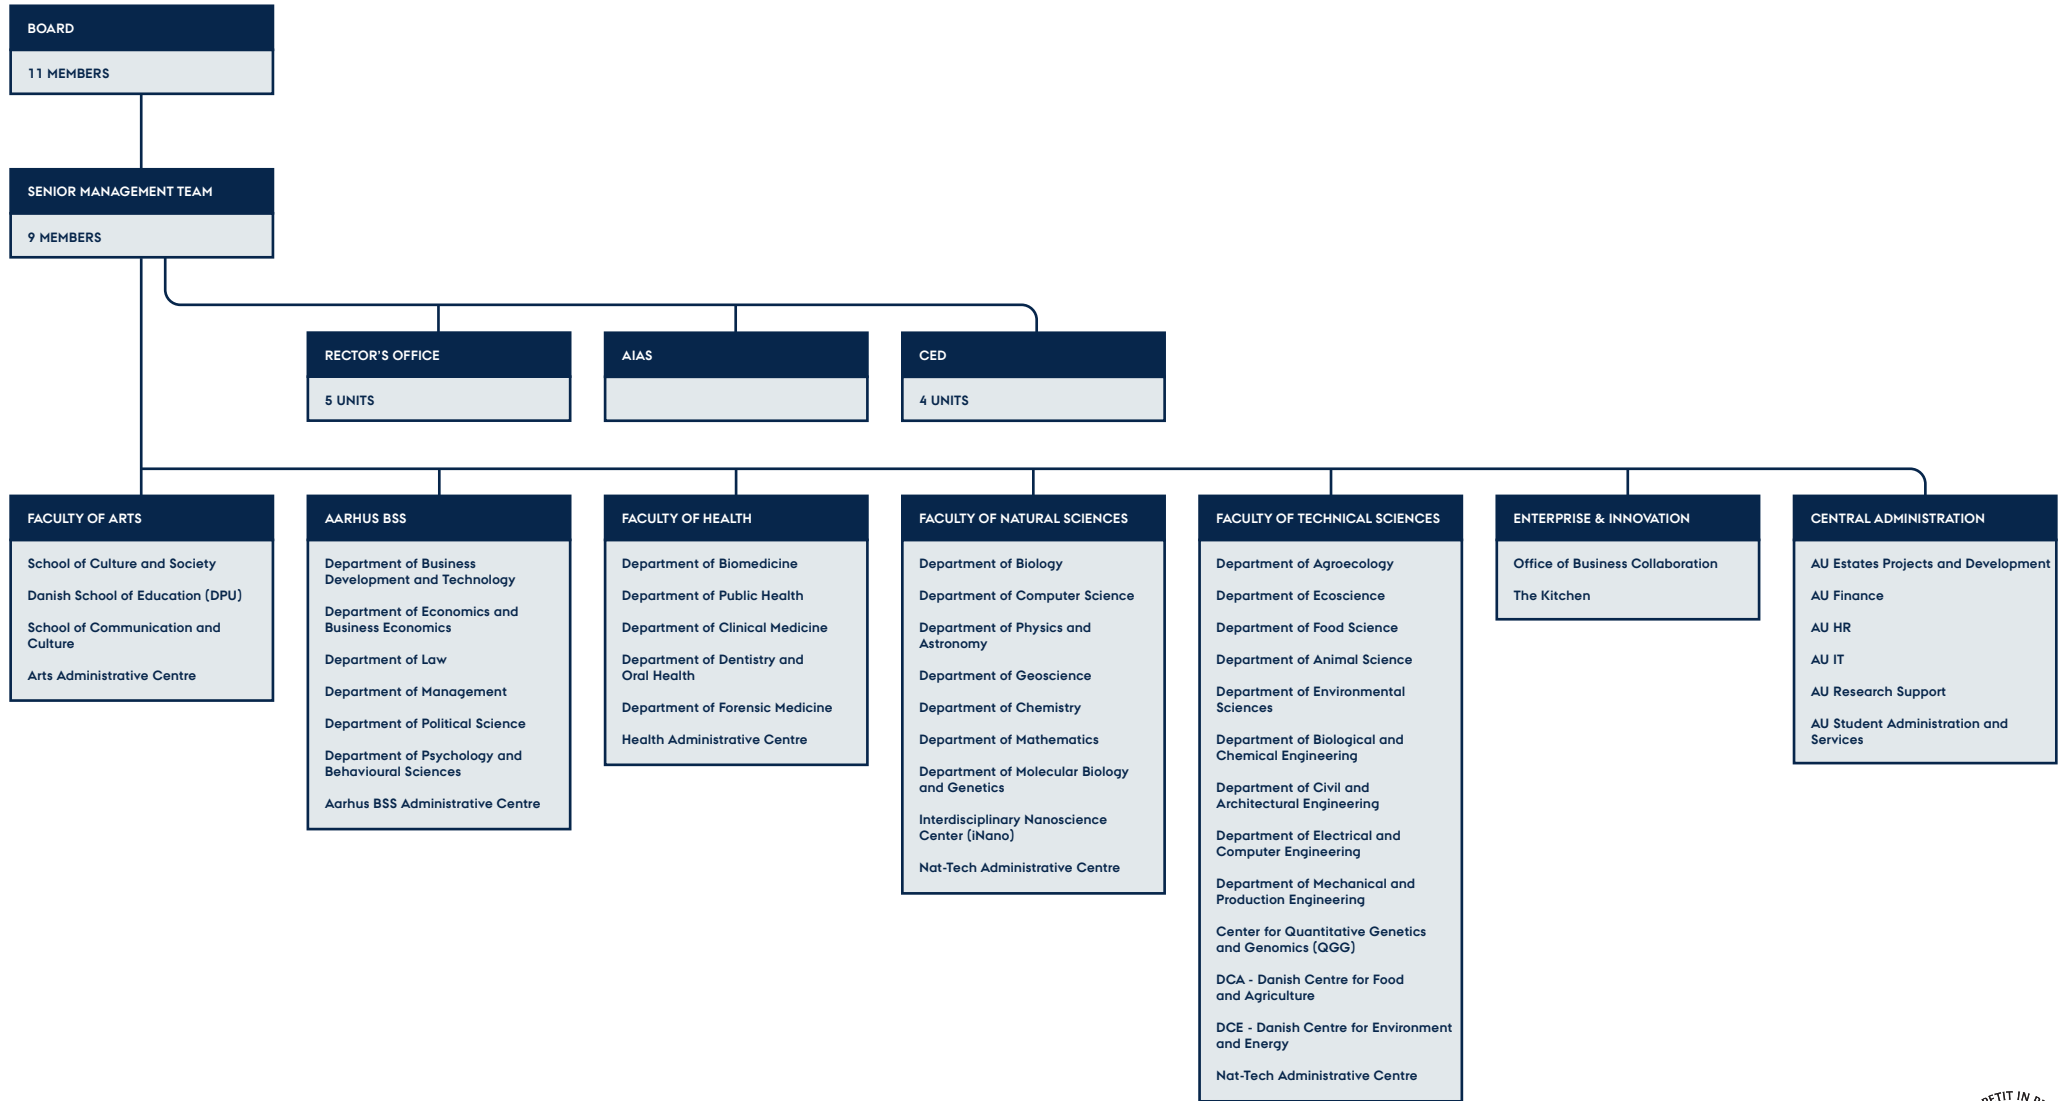 BOARD
11 MEMBERS
SENIOR MANAGEMENT TEAM
9 MEMBERS
RECTOR'S OFFICE
5 UNITS
AIAS
CED
4 UNITS
FACULTY OF ARTS
School of Culture and Society
Danish School of Education (DPU)
School of Communication and
Culture
Arts Administrative Centre
AARHUS BSS
Department of Business
Development and Technology
Department of Economics and
Business Economics
Department of Law
Department of Management
Department of Political Science
Department of Psychology and
Behavioural Sciences
Aarhus BSS Administrative Centre
FACULTY OF HEALTH
Department of Biomedicine
Department of Public Health
Department of Clinical Medicine
Department of Dentistry and
Oral Health
Department of Forensic Medicine
Health Administrative Centre
FACULTY OF NATURAL SCIENCES
Department of Biology
Department of Computer Science
Department of Physics and
Astronomy
Department of Geoscience
Department of Chemistry
Department of Mathematics
Department of Molecular Biology
and Genetics
Interdisciplinary Nanoscience
Center (iNano)
Nat-Tech Administrative Centre
FACULTY OF TECHNICAL SCIENCES
Department of Agroecology
Department of Ecoscience
Department of Food Science
Department of Animal Science
Department of Environmental
Sciences
Department of Biological and
Chemical Engineering
Department of Civil and
Architectural Engineering
Department of Electrical and
Computer Engineering
Department of Mechanical and
Production Engineering
Center for Quantitative Genetics
and Genomics (QGG)
DCA - Danish Centre for Food
and Agriculture
DCE - Danish Centre for Environment
and Energy
Nat-Tech Administrative Centre
ENTERPRISE & INNOVATION
Office of Business Collaboration
The Kitchen
CENTRAL ADMINISTRATION
AU Estates Projects and Development
AU Finance
AU HR
AU IT
AU Research Support
AU Student Administration and
Services
IN